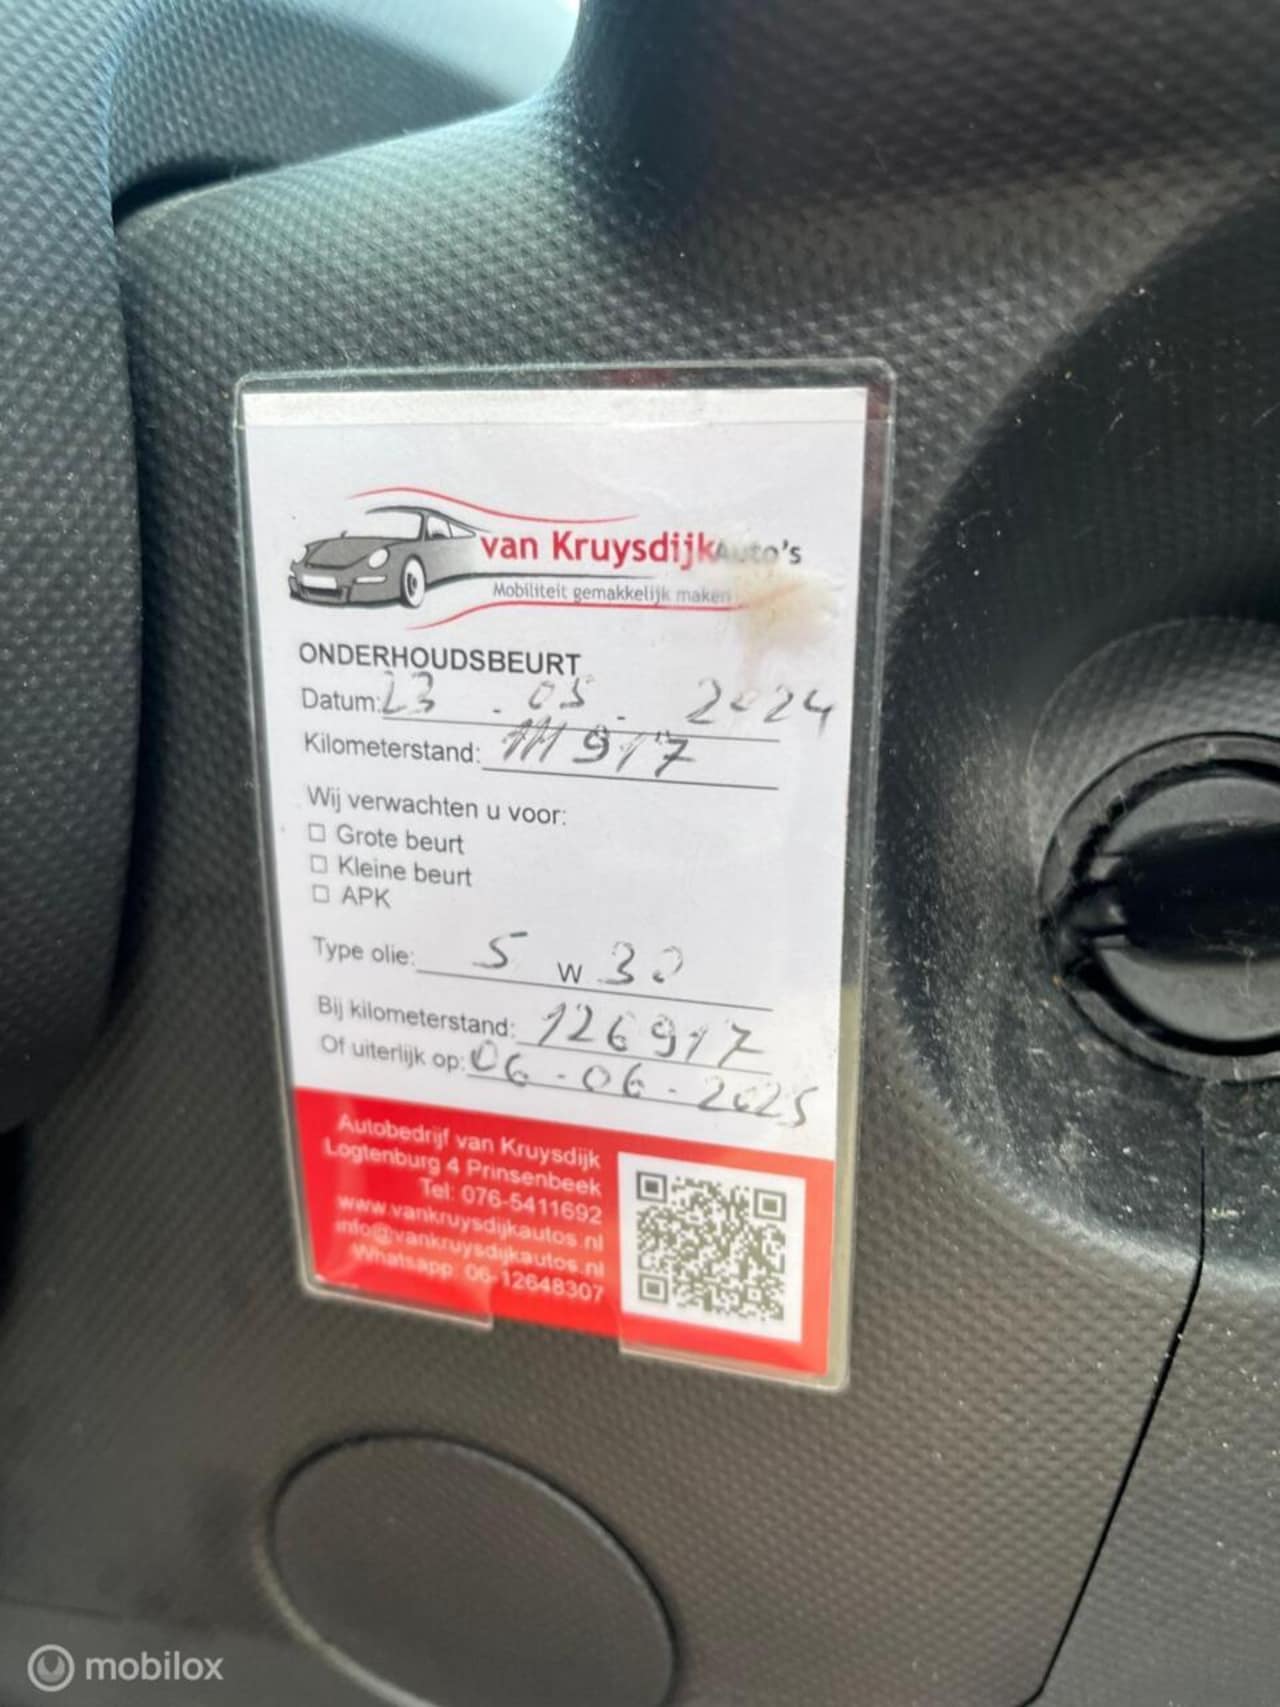 van Kruysdijk Auto's
Mobiliteit gemakkelijk maken
ONDERHOUDSBEURT
Datum: 23 . 05 . 2024
Kilometerstand: 111917
Wij verwachten u voor:
☐ Grote beurt
☐ Kleine beurt
☐ APK
Type olie: 5 W 30
Bij kilometerstand: 126917
Of uiterlijk op: 06-06-2025
Autobedrijf van Kruysdijk
Logtenburg 4 Prinsenbeek
Tel: 076-5411692
www.vankruysdijkautos.nl
info@vankruysdijkautos.nl
Whatsapp: 06-12648307
mobilox